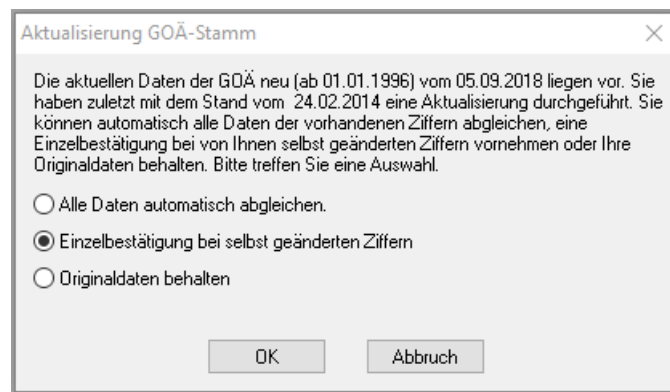 Aktualisierung GOÄ-Stamm
Die aktuellen Daten der GOÄ neu (ab 01.01.1996) vom 05.09.2018 liegen vor. Sie
haben zuletzt mit dem Stand vom 24.02.2014 eine Aktualisierung durchgeführt. Sie
können automatisch alle Daten der vorhandenen Ziffern abgleichen, eine
Einzelbestätigung bei von Ihnen selbst geänderten Ziffern vornehmen oder Ihre
Originaldaten behalten. Bitte treffen Sie eine Auswahl.
Alle Daten automatisch abgleichen.
Einzelbestätigung bei selbst geänderten Ziffern
Originaldaten behalten
OK Abbruch